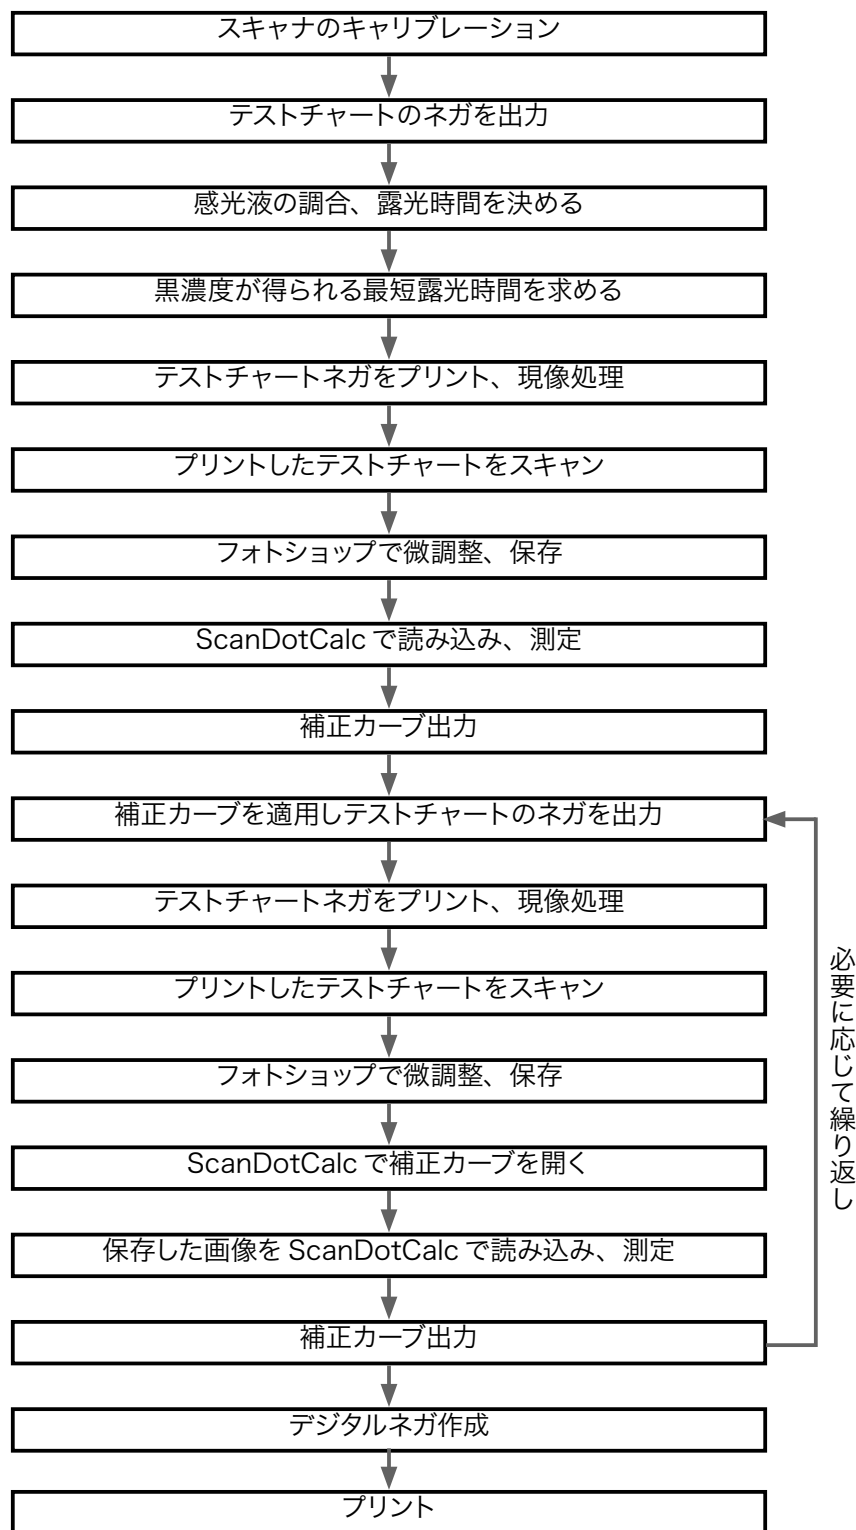 スキャナのキャリブレーション
テストチャートのネガを出力
感光液の調合、露光時間を決める
黒濃度が得られる最短露光時間を求める
テストチャートネガをプリント、現像処理
プリントしたテストチャートをスキャン
フォトショップで微調整、保存
ScanDotCalc で読み込み、測定
補正カーブ出力
補正カーブを適用しテストチャートのネガを出力
テストチャートネガをプリント、現像処理
プリントしたテストチャートをスキャン
フォトショップで微調整、保存
ScanDotCalc で補正カーブを開く
保存した画像を ScanDotCalc で読み込み、測定
補正カーブ出力
デジタルネガ作成
プリント
必要に応じて繰り返し